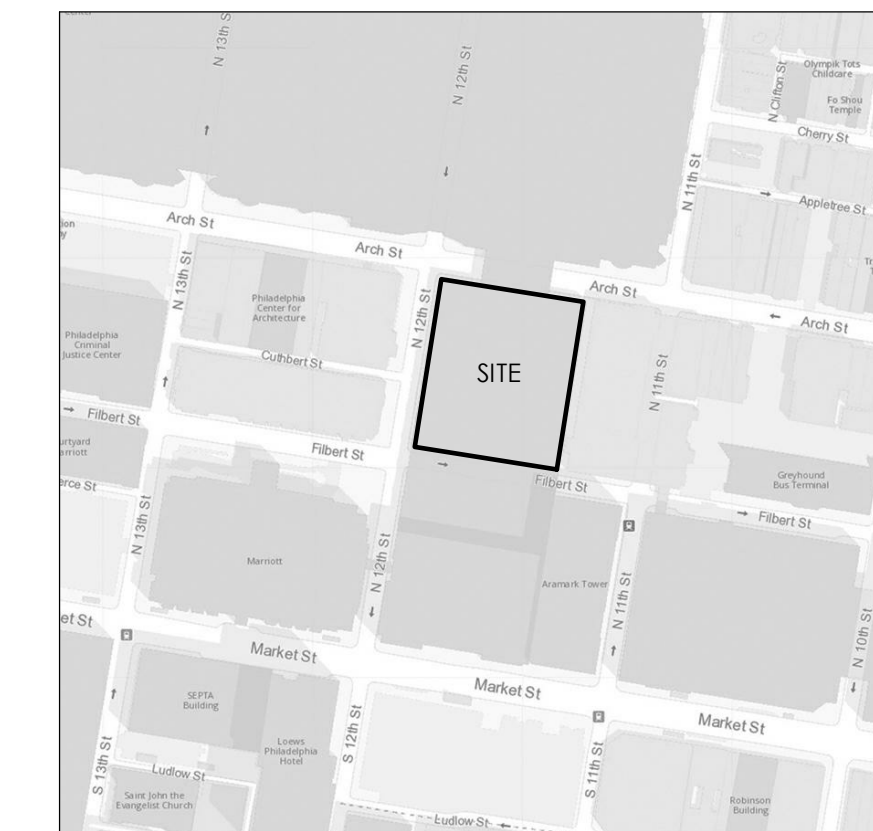 N 13th S
N 12th St
Olympik Tots
Childcare
N Clifton St
Fo Shou
Temple
Cherry St
N 11th St
Appletree St
Arch St
Arch St
N 13th St
Arch St
Arch St
N 12th St
Philadelphia
Center for
Architecture
Philadelphia
Criminal
Justice Center
Cuthbert St
SITE
N 11th St
Filbert St
Filbert St
Filbert St
Greyhound
Bus Terminal
Filbert St
N 13th St
Marriott
N 12th St
Aramark Tower
N 11th St
N 10th St
et St
Market St
Market St
Market St
SEPTA
Building
Loews
Philadelphia
Hotel
S 12th St
S 11th St
S 13th St
Ludlow St
Saint John the
Evangelist Church
Ludlow St
Robinson
Building